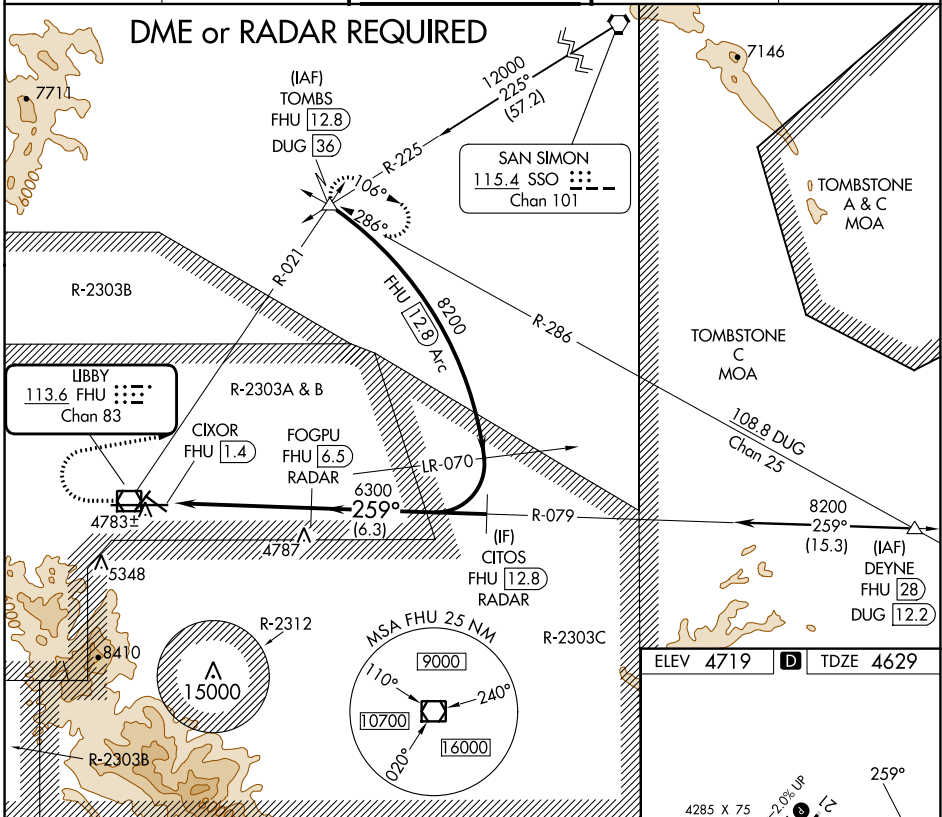 DME or RADAR REQUIRED
7711
6000
(IAF)
TOMBS
FHU 12.8
DUG 36
12000
225°
(57.2)
R-225
7146
SAN SIMON
115.4 SSO
Chan 101
TOMBSTONE
A & C
MOA
106°
286°
R-021
R-2303B
FHU 12.8 Arc
8200
R-286
TOMBSTONE
C
MOA
LIBBY
113.6 FHU
Chan 83
R-2303A & B
108.8 DUG
Chan 25
CIXOR
FHU 1.4
FOGPU
FHU 6.5
RADAR
LR-070
6300
259°
(6.3)
R-079
8200
259°
(15.3)
4783±
4787
5348
(IF)
CITOS
FHU 12.8
RADAR
(IAF)
DEYNE
FHU 28
DUG 12.2
R-2312
15000
8410
R-2303C
MSA FHU 25 NM
9000
110°
240°
10700
16000
020°
R-2303B
ELEV 4719 D TDZE 4629
259°
4285 X 75
2.0% UP
21
P